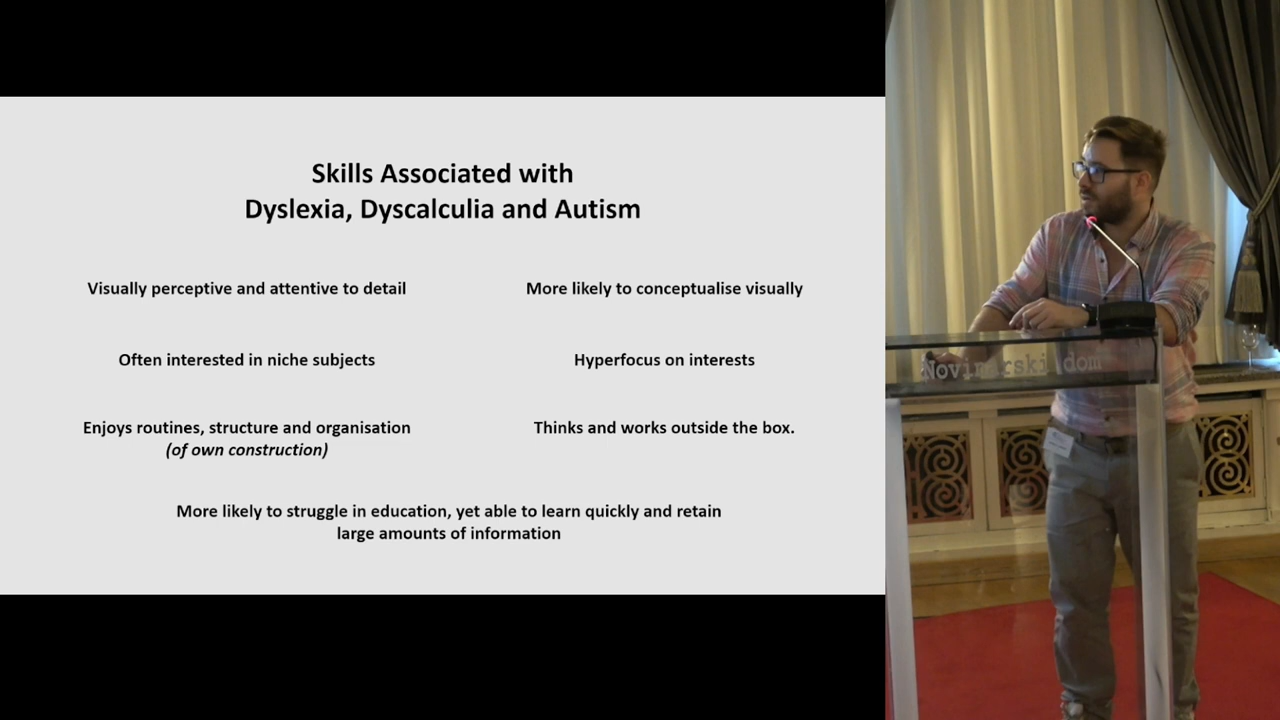 Skills Associated with
Dyslexia, Dyscalculia and Autism
Visually perceptive and attentive to detail
More likely to conceptualise visually
Often interested in niche subjects
Hyperfocus on interests
Enjoys routines, structure and organisation
(of own construction)
Thinks and works outside the box.
More likely to struggle in education, yet able to learn quickly and retain
large amounts of information
Novinarski dom